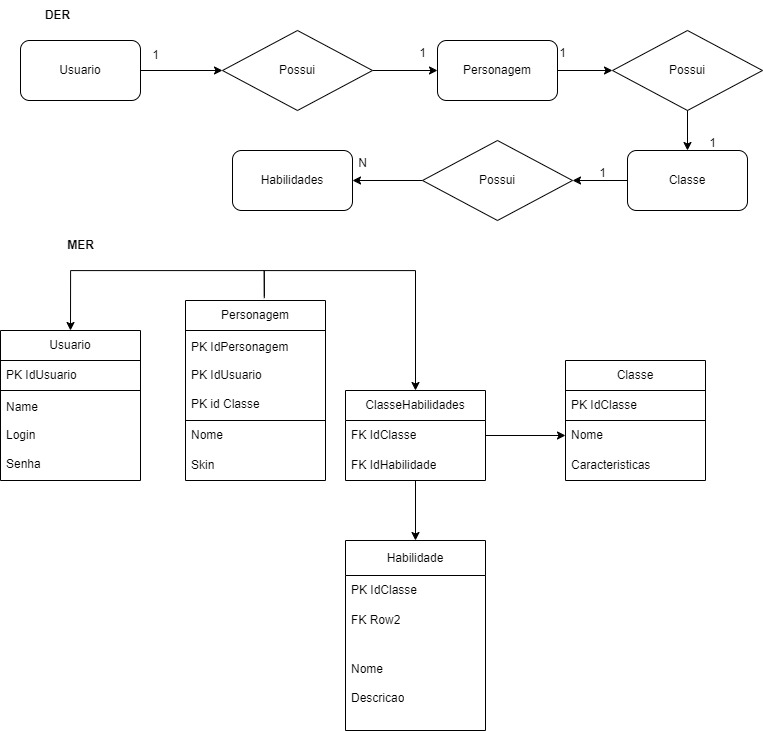 DER
Usuario
1
Possui
1
Personagem
1
Possui
1
Habilidades
N
Possui
1
Classe
MER
Usuario
PK IdUsuario
Name
Login
Senha
Personagem
PK IdPersonagem
PK IdUsuario
PK id Classe
Nome
Skin
ClasseHabilidades
FK IdClasse
FK IdHabilidade
Classe
PK IdClasse
Nome
Caracteristicas
Habilidade
PK IdClasse
FK Row2
Nome
Descricao